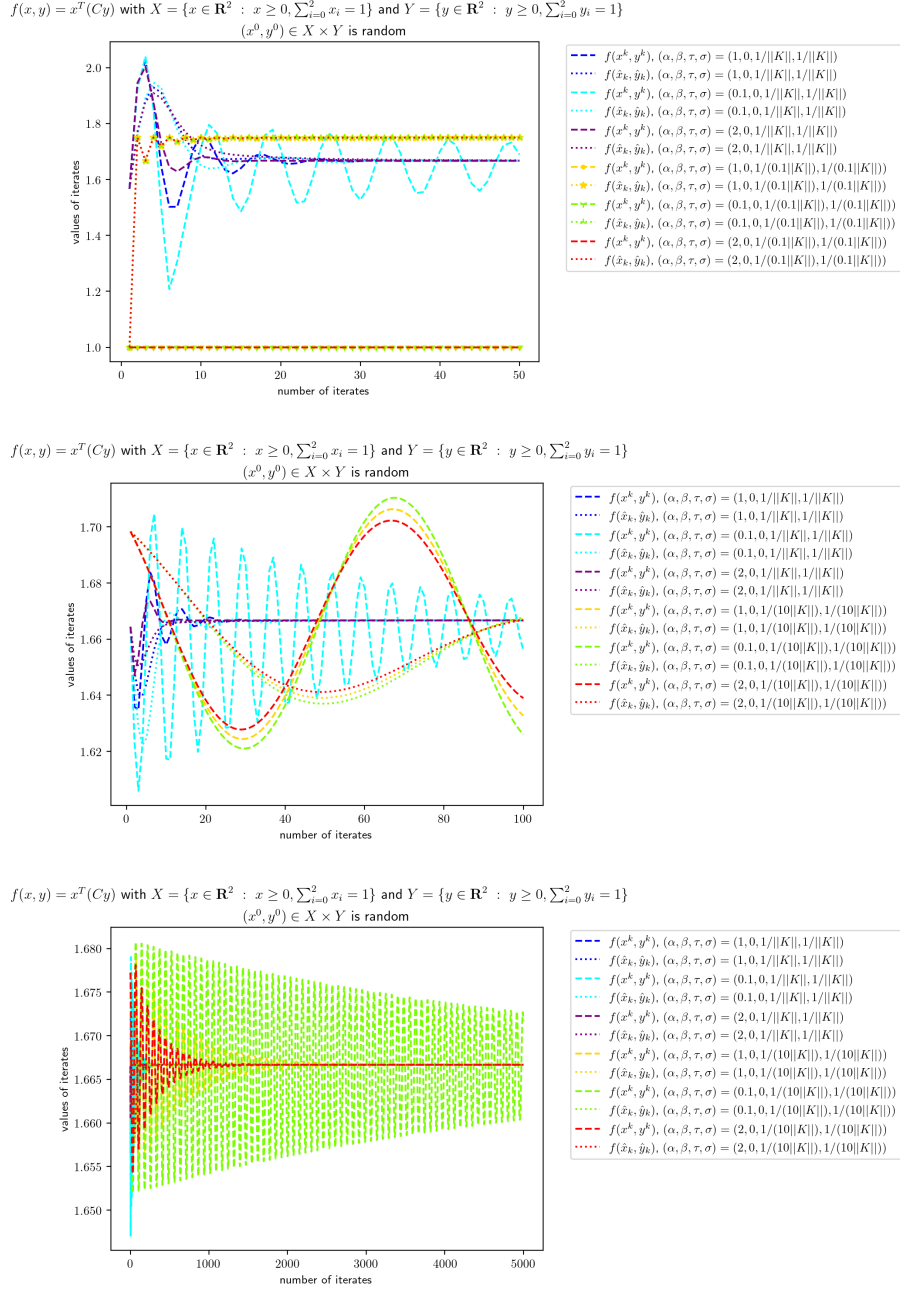 f(x, y) = x^T(Cy) with X = {x ∈ R^2 : x ≥ 0, ∑_{i=0}^2 x_i = 1} and Y = {y ∈ R^2 : y ≥ 0, ∑_{i=0}^2 y_i = 1}
(x^0, y^0) ∈ X × Y is random
2.0
1.8
1.6
1.4
1.2
1.0
values of iterates
0 10 20 30 40 50
number of iterates
f(x^k, y^k), (α, β, τ, σ) = (1, 0, 1/||K||, 1/||K||)
f(x̂_k, ŷ_k), (α, β, τ, σ) = (1, 0, 1/||K||, 1/||K||)
f(x^k, y^k), (α, β, τ, σ) = (0.1, 0, 1/||K||, 1/||K||)
f(x̂_k, ŷ_k), (α, β, τ, σ) = (0.1, 0, 1/||K||, 1/||K||)
f(x^k, y^k), (α, β, τ, σ) = (2, 0, 1/||K||, 1/||K||)
f(x̂_k, ŷ_k), (α, β, τ, σ) = (2, 0, 1/||K||, 1/||K||)
f(x^k, y^k), (α, β, τ, σ) = (1, 0, 1/(0.1||K||), 1/(0.1||K||))
f(x̂_k, ŷ_k), (α, β, τ, σ) = (1, 0, 1/(0.1||K||), 1/(0.1||K||))
f(x^k, y^k), (α, β, τ, σ) = (0.1, 0, 1/(0.1||K||), 1/(0.1||K||))
f(x̂_k, ŷ_k), (α, β, τ, σ) = (0.1, 0, 1/(0.1||K||), 1/(0.1||K||))
f(x^k, y^k), (α, β, τ, σ) = (2, 0, 1/(0.1||K||), 1/(0.1||K||))
f(x̂_k, ŷ_k), (α, β, τ, σ) = (2, 0, 1/(0.1||K||), 1/(0.1||K||))
f(x, y) = x^T(Cy) with X = {x ∈ R^2 : x ≥ 0, ∑_{i=0}^2 x_i = 1} and Y = {y ∈ R^2 : y ≥ 0, ∑_{i=0}^2 y_i = 1}
(x^0, y^0) ∈ X × Y is random
1.70
1.68
1.66
1.64
1.62
values of iterates
0 20 40 60 80 100
number of iterates
f(x^k, y^k), (α, β, τ, σ) = (1, 0, 1/||K||, 1/||K||)
f(x̂_k, ŷ_k), (α, β, τ, σ) = (1, 0, 1/||K||, 1/||K||)
f(x^k, y^k), (α, β, τ, σ) = (0.1, 0, 1/||K||, 1/||K||)
f(x̂_k, ŷ_k), (α, β, τ, σ) = (0.1, 0, 1/||K||, 1/||K||)
f(x^k, y^k), (α, β, τ, σ) = (2, 0, 1/||K||, 1/||K||)
f(x̂_k, ŷ_k), (α, β, τ, σ) = (2, 0, 1/||K||, 1/||K||)
f(x^k, y^k), (α, β, τ, σ) = (1, 0, 1/(10||K||), 1/(10||K||))
f(x̂_k, ŷ_k), (α, β, τ, σ) = (1, 0, 1/(10||K||), 1/(10||K||))
f(x^k, y^k), (α, β, τ, σ) = (0.1, 0, 1/(10||K||), 1/(10||K||))
f(x̂_k, ŷ_k), (α, β, τ, σ) = (0.1, 0, 1/(10||K||), 1/(10||K||))
f(x^k, y^k), (α, β, τ, σ) = (2, 0, 1/(10||K||), 1/(10||K||))
f(x̂_k, ŷ_k), (α, β, τ, σ) = (2, 0, 1/(10||K||), 1/(10||K||))
f(x, y) = x^T(Cy) with X = {x ∈ R^2 : x ≥ 0, ∑_{i=0}^2 x_i = 1} and Y = {y ∈ R^2 : y ≥ 0, ∑_{i=0}^2 y_i = 1}
(x^0, y^0) ∈ X × Y is random
1.680
1.675
1.670
1.665
1.660
1.655
1.650
values of iterates
0 1000 2000 3000 4000 5000
number of iterates
f(x^k, y^k), (α, β, τ, σ) = (1, 0, 1/||K||, 1/||K||)
f(x̂_k, ŷ_k), (α, β, τ, σ) = (1, 0, 1/||K||, 1/||K||)
f(x^k, y^k), (α, β, τ, σ) = (0.1, 0, 1/||K||, 1/||K||)
f(x̂_k, ŷ_k), (α, β, τ, σ) = (0.1, 0, 1/||K||, 1/||K||)
f(x^k, y^k), (α, β, τ, σ) = (2, 0, 1/||K||, 1/||K||)
f(x̂_k, ŷ_k), (α, β, τ, σ) = (2, 0, 1/||K||, 1/||K||)
f(x^k, y^k), (α, β, τ, σ) = (1, 0, 1/(10||K||), 1/(10||K||))
f(x̂_k, ŷ_k), (α, β, τ, σ) = (1, 0, 1/(10||K||), 1/(10||K||))
f(x^k, y^k), (α, β, τ, σ) = (0.1, 0, 1/(10||K||), 1/(10||K||))
f(x̂_k, ŷ_k), (α, β, τ, σ) = (0.1, 0, 1/(10||K||), 1/(10||K||))
f(x^k, y^k), (α, β, τ, σ) = (2, 0, 1/(10||K||), 1/(10||K||))
f(x̂_k, ŷ_k), (α, β, τ, σ) = (2, 0, 1/(10||K||), 1/(10||K||))